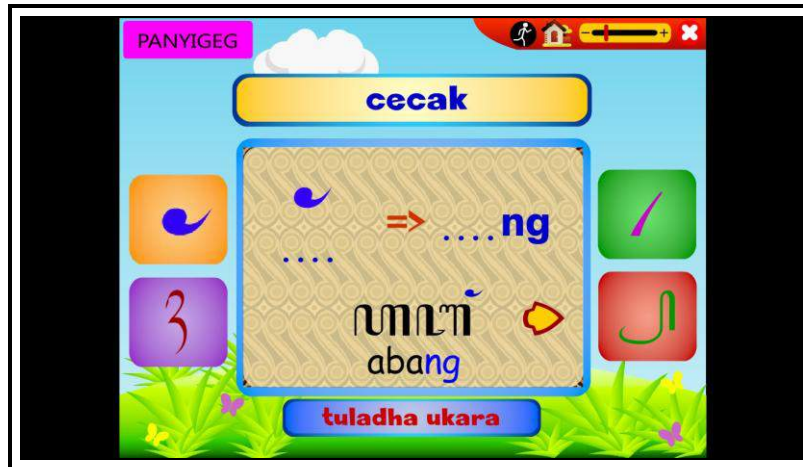 PANYIGEG
- +
cecak
ꦁ
ꦃ
ꦁ
.... => ....ng
ꦲꦧꦁ
abang
ꦂ
꧀
tuladha ukara